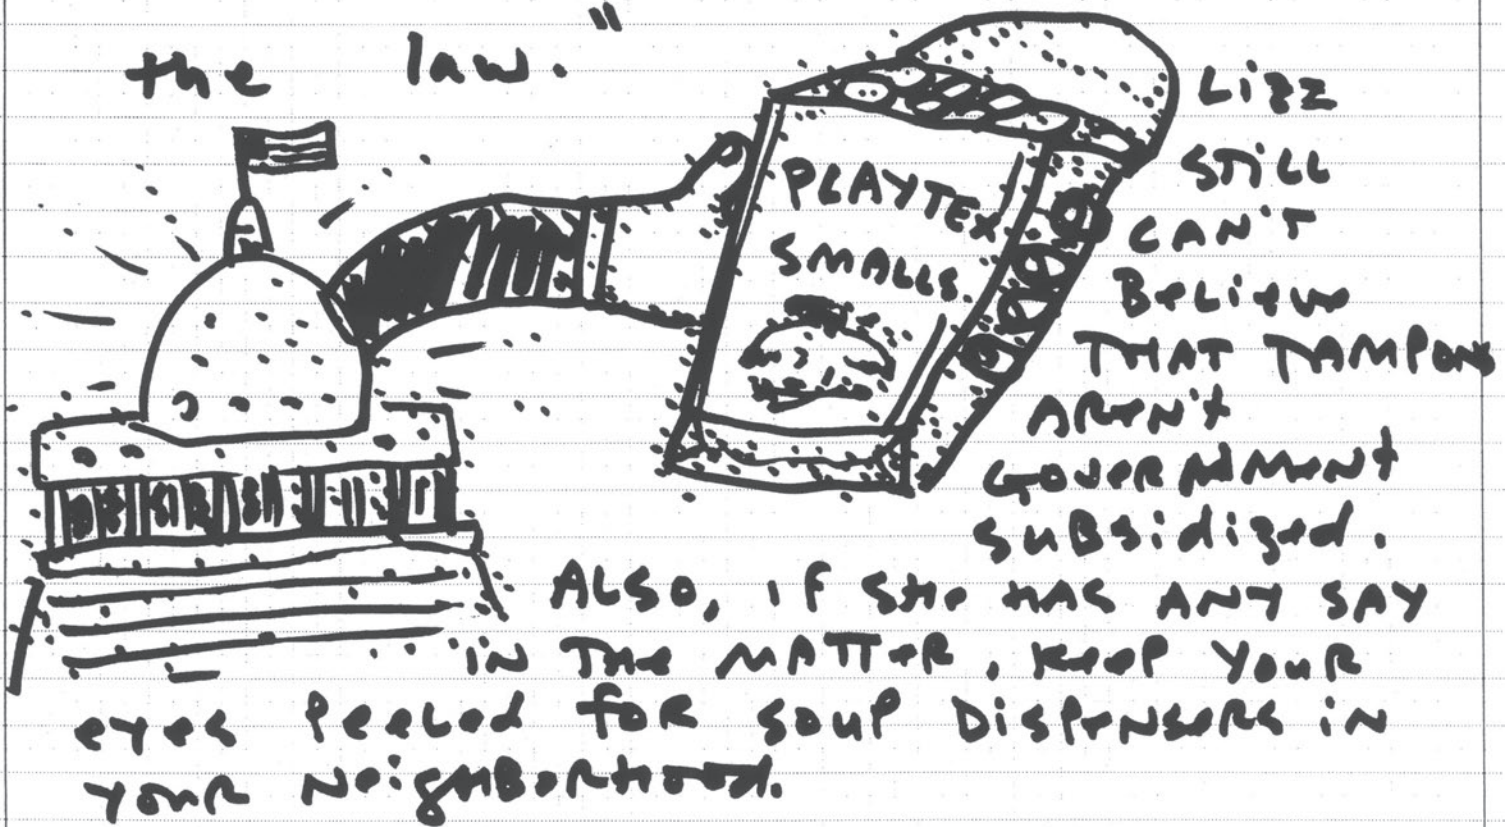 the law."
PLAYTEX
SMALLS.
LIZZ
STILL
CAN'T
BELIEVE
THAT TAMPONS
AREN'T
GOVERNMENT
SUBSIDIZED.
ALSO, IF SHE HAS ANY SAY
IN THE MATTER, KEEP YOUR
eyes PEELED FOR SOUP DISPENSERS IN
YOUR NEIGHBORHOOD.